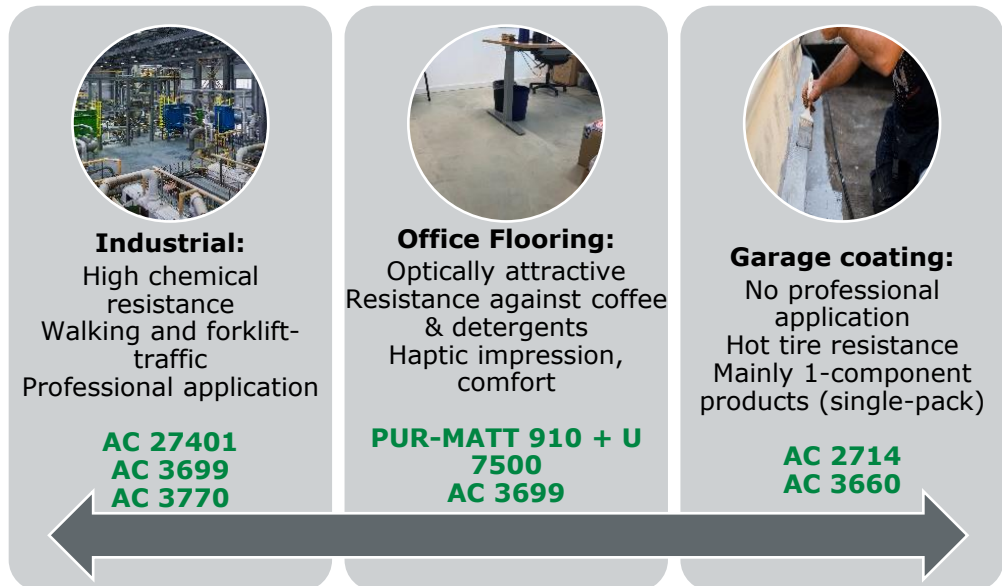 Industrial:
High chemical
resistance
Walking and forklift-
traffic
Professional application
AC 27401
AC 3699
AC 3770
Office Flooring:
Optically attractive
Resistance against coffee
& detergents
Haptic impression,
comfort
PUR-MATT 910 + U
7500
AC 3699
Garage coating:
No professional
application
Hot tire resistance
Mainly 1-component
products (single-pack)
AC 2714
AC 3660